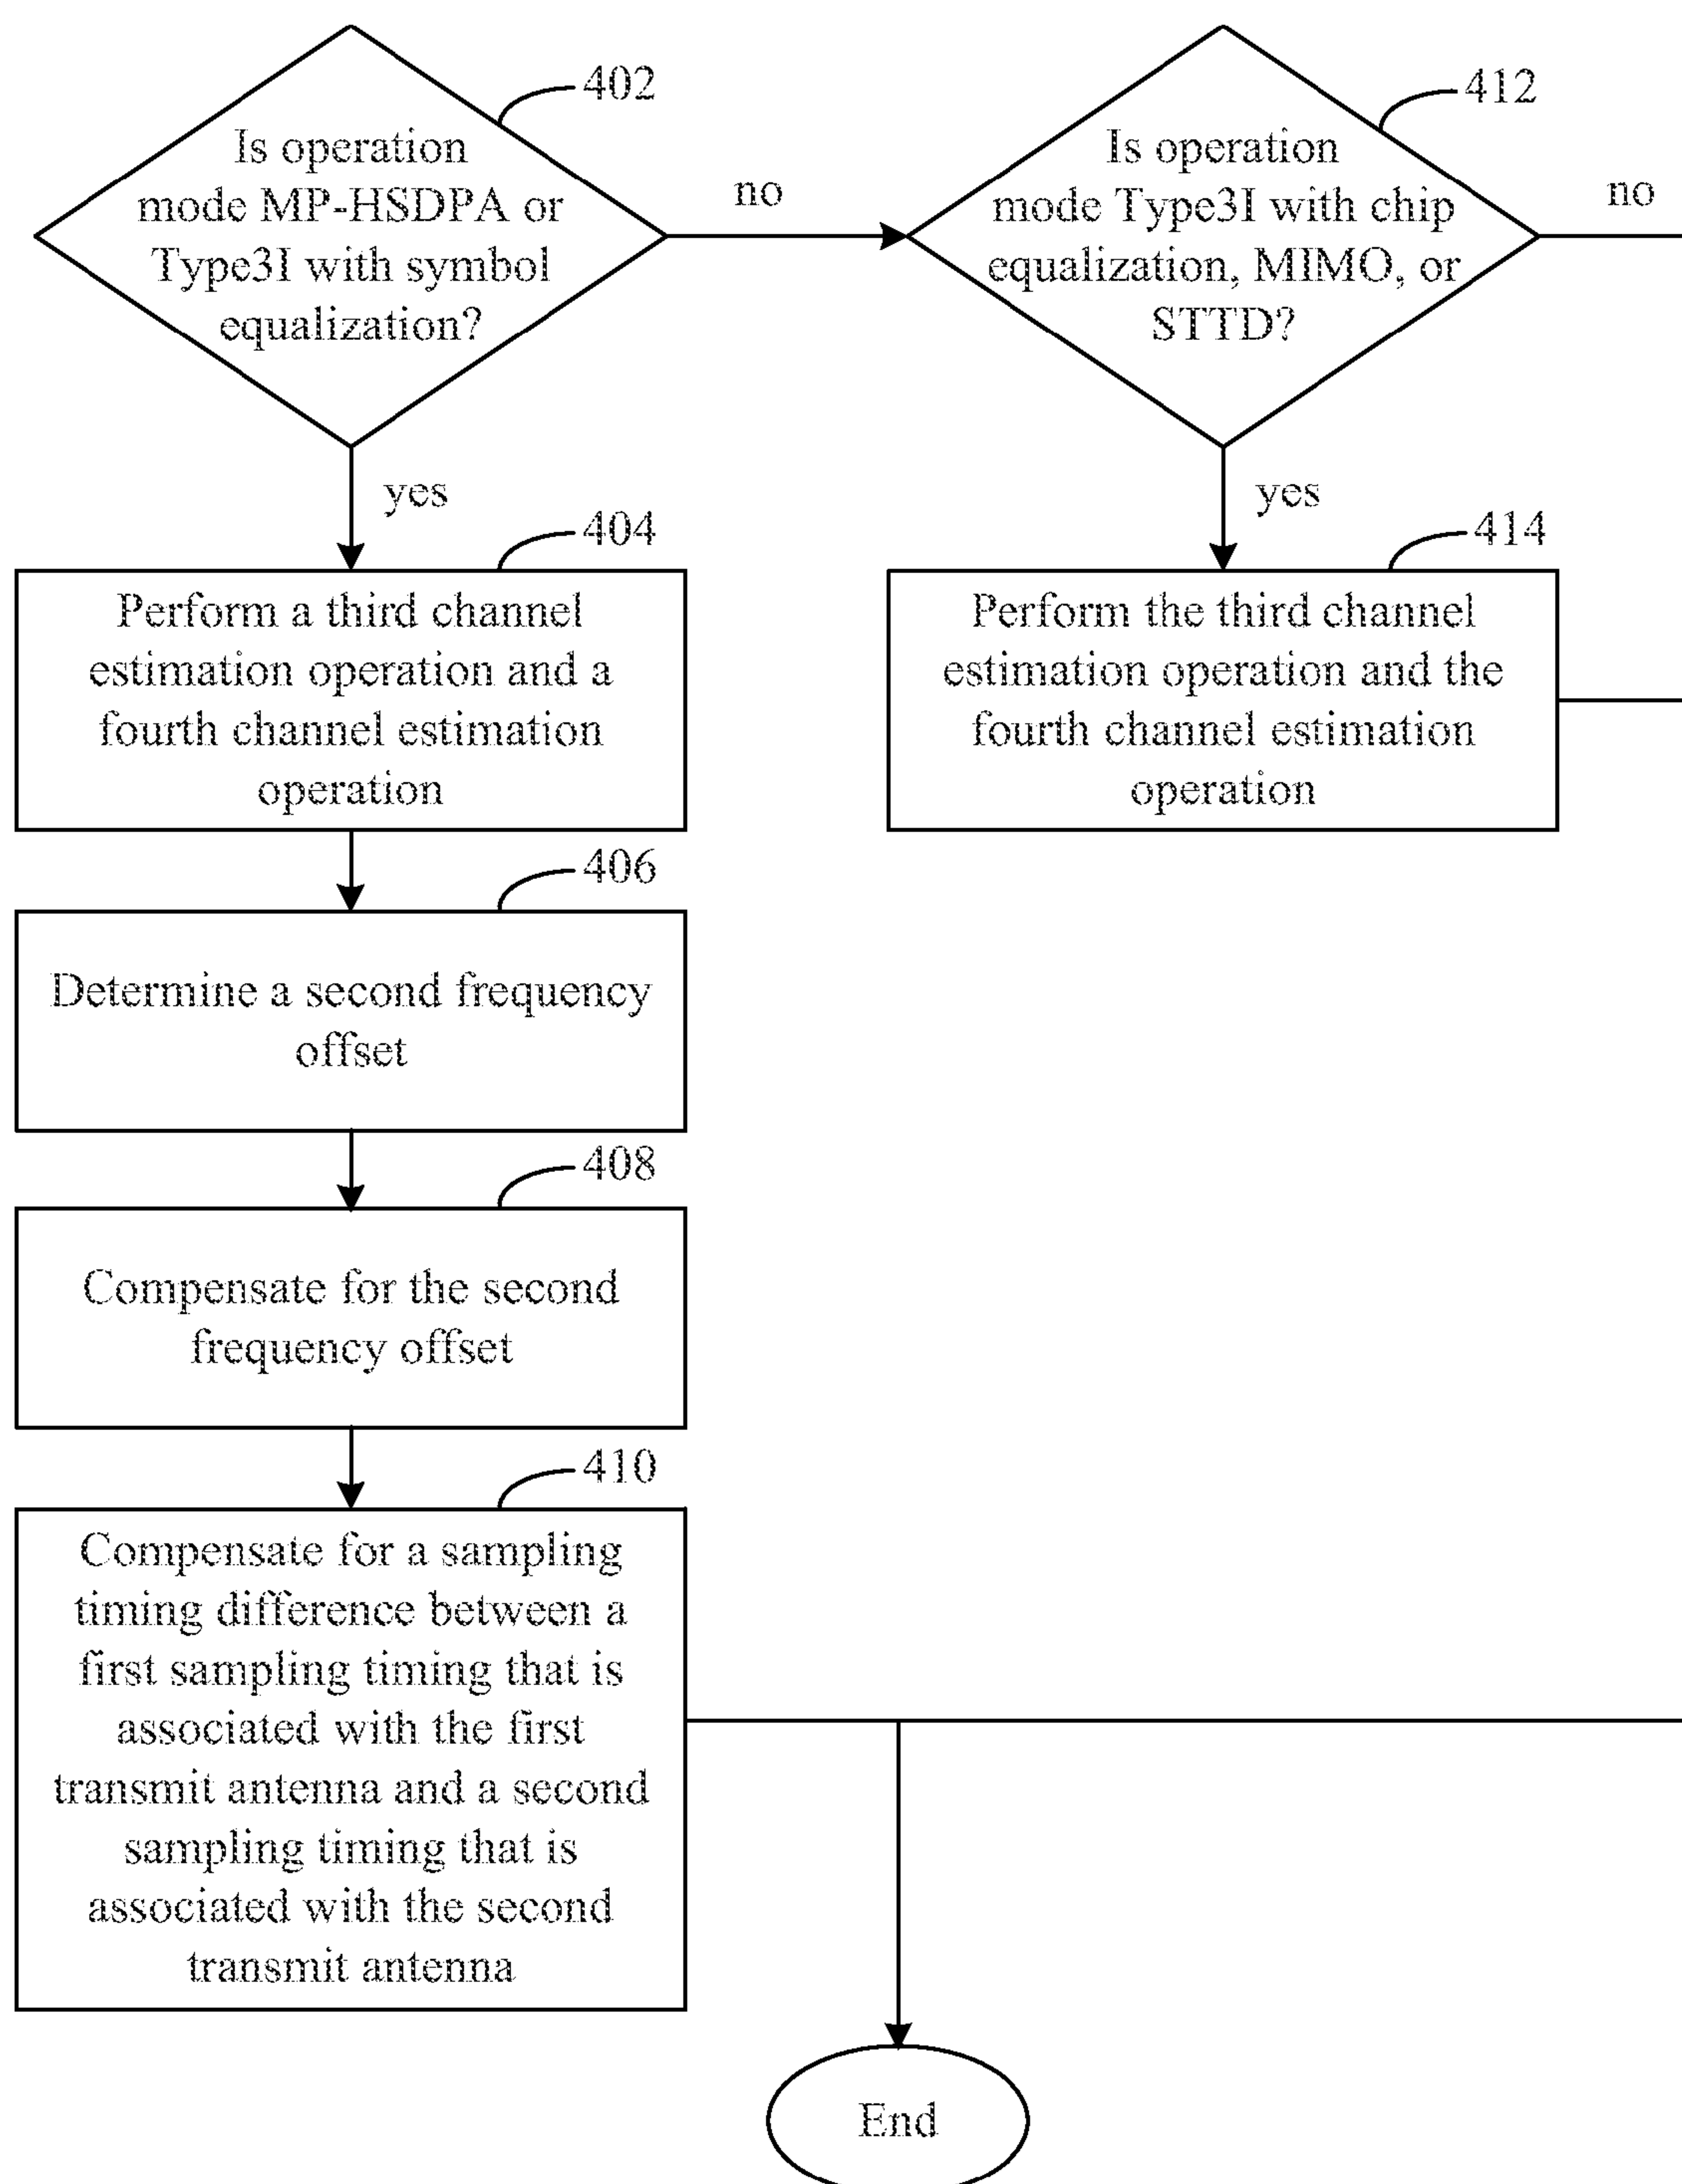 402
Is operation
mode MP-HSDPA or
Type3I with symbol
equalization?
no
412
Is operation
mode Type3I with chip
equalization, MIMO, or
STTD?
no
yes
404
Perform a third channel
estimation operation and a
fourth channel estimation
operation
yes
414
Perform the third channel
estimation operation and the
fourth channel estimation
operation
406
Determine a second frequency
offset
408
Compensate for the second
frequency offset
410
Compensate for a sampling
timing difference between a
first sampling timing that is
associated with the first
transmit antenna and a second
sampling timing that is
associated with the second
transmit antenna
End